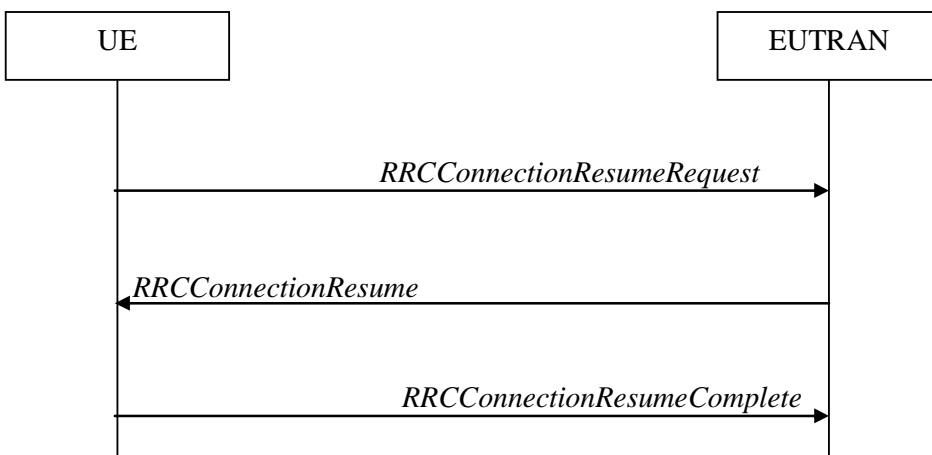 UE
EUTRAN
RRCConnectionResumeRequest
RRCConnectionResume
RRCConnectionResumeComplete